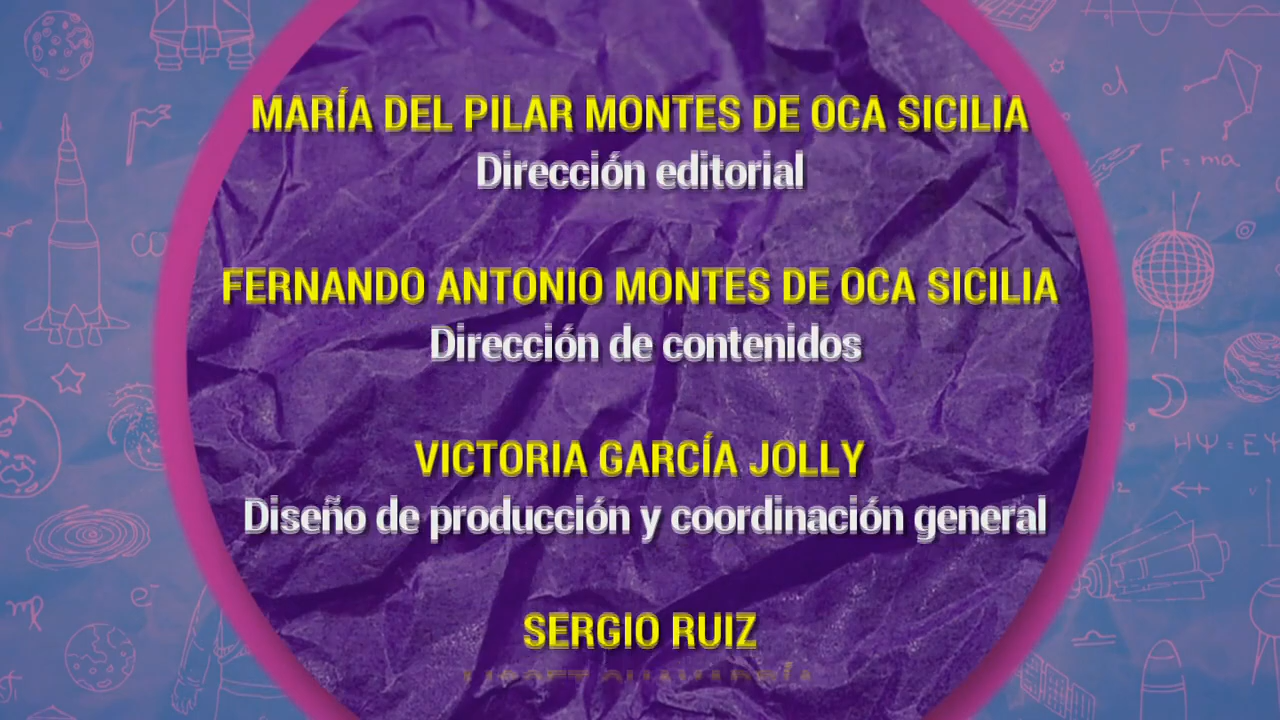 MARÍA DEL PILAR MONTES DE OCA SICILIA
Dirección editorial
FERNANDO ANTONIO MONTES DE OCA SICILIA
Dirección de contenidos
VICTORIA GARCÍA JOLLY
Diseño de producción y coordinación general
SERGIO RUIZ
F = ma